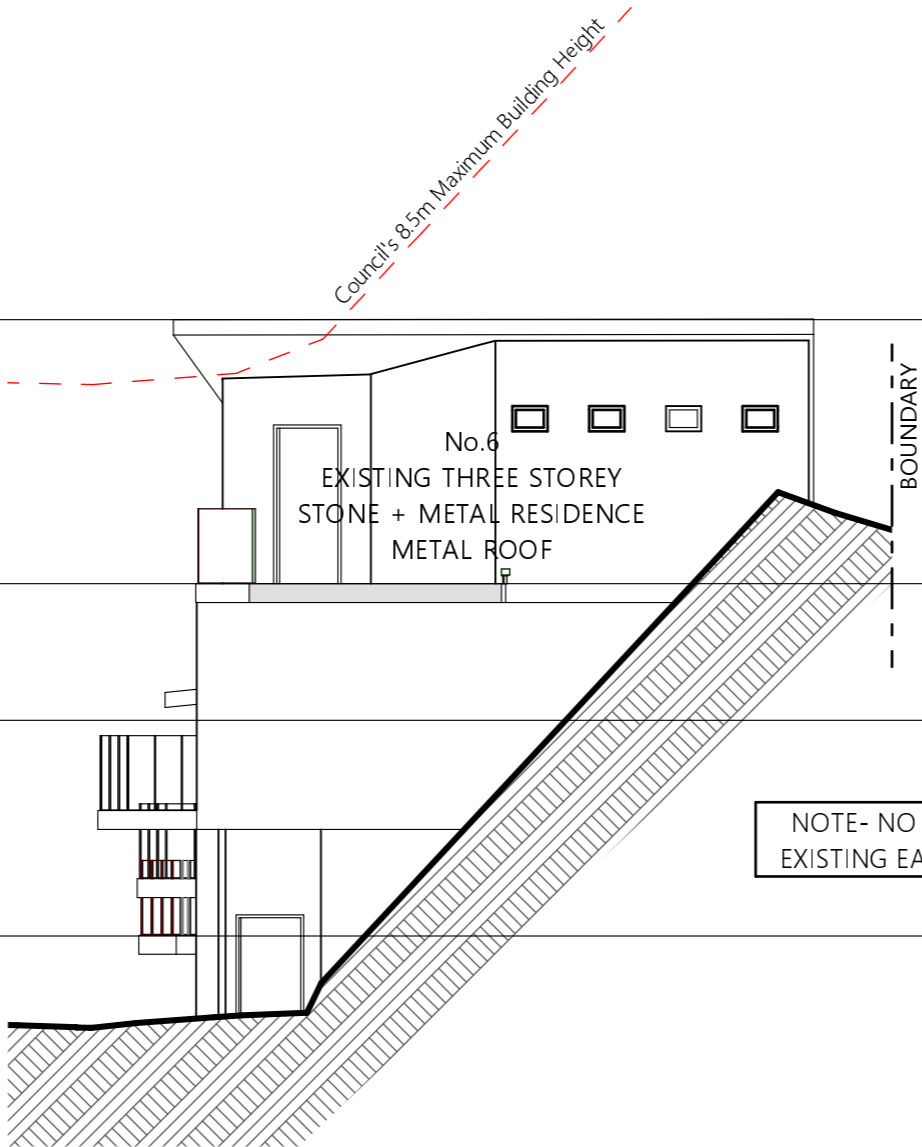 Council's 8.5m Maximum Building Height
BOUNDARY
No.6
EXISTING THREE STOREY
STONE + METAL RESIDENCE
METAL ROOF
NOTE- NO
EXISTING EA